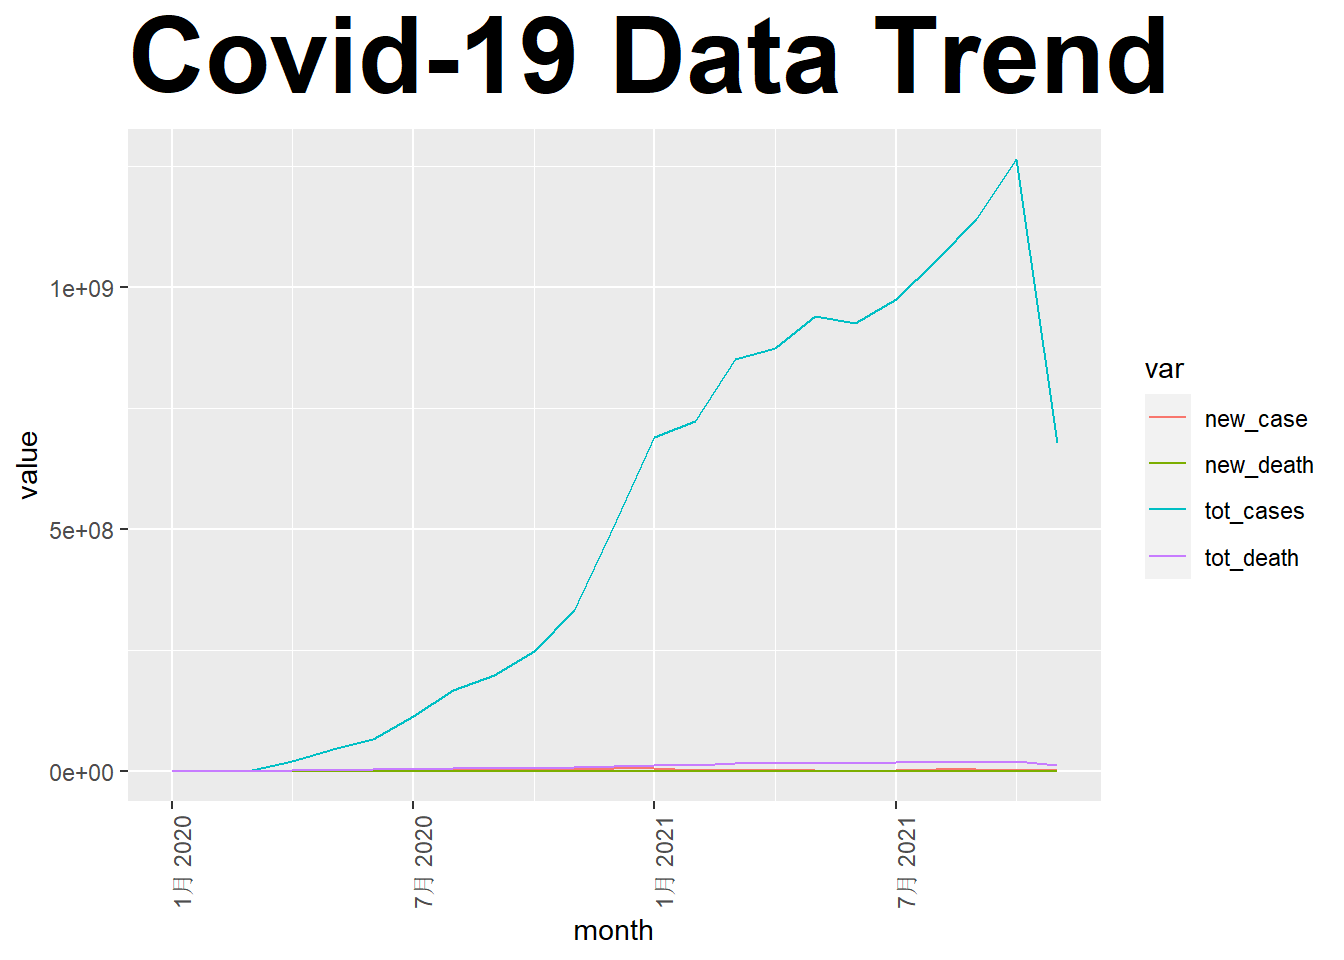 Covid-19 Data Trend
value
1e+09
5e+08
0e+00
1月 2020
7月 2020
1月 2021
7月 2021
month
var
new_case
new_death
tot_cases
tot_death